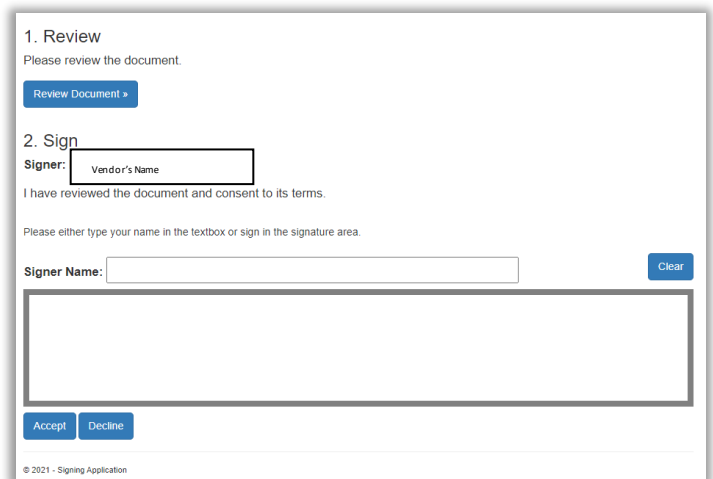 1. Review
Please review the document.
Review Document »
2. Sign
Signer: Vendor's Name
I have reviewed the document and consent to its terms.
Please either type your name in the textbox or sign in the signature area.
Signer Name: Clear
Accept Decline
© 2021 - Signing Application